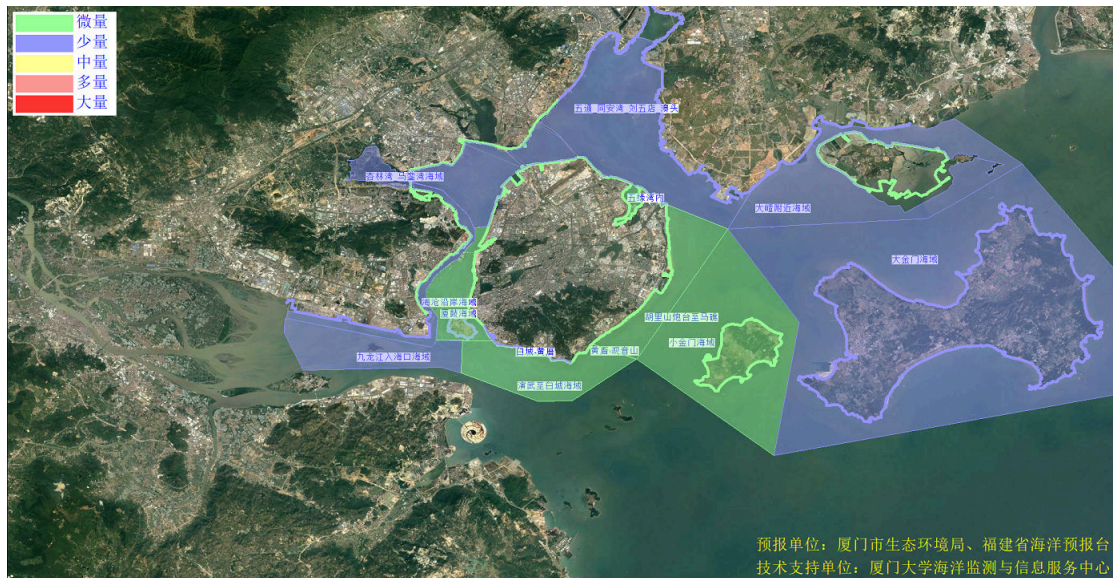 微量
少量
中量
多量
大量
五通 同安湾 刘五店 澳头
杏林湾 马銮湾海域
五缘湾内
大嶝附近海域
大金门海域
海沧沿岸海域
厦鼓海域
胡里山炮台至马銮
小金门海域
九龙江入海口海域
白城-黄厝
黄厝-观音山
演武至白城海域
预报单位：厦门市生态环境局、福建省海洋预报台
技术支持单位：厦门大学海洋监测与信息服务中心